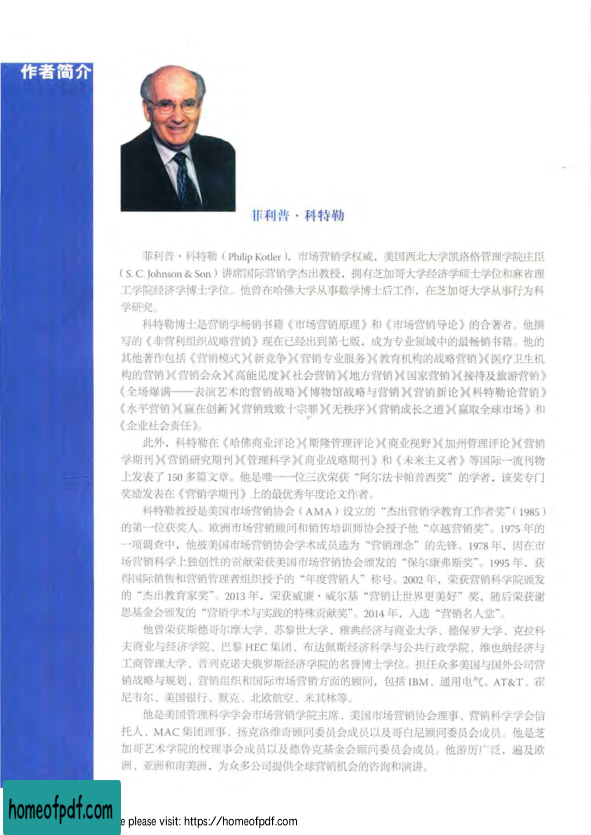 作者简介
菲利普·科特勒
菲利普·科特勒（Philip Kotler），市场营销学权威，美国西北大学凯洛格管理学院庄臣
（S. C. Johnson & Son）讲席国际营销学杰出教授，拥有芝加哥大学经济学硕士学位和麻省理
工学院经济学博士学位。他曾在哈佛大学从事数学博士后工作，在芝加哥大学从事行为科
学研究。
科特勒博士是营销学畅销书籍《市场营销原理》和《市场营销导论》的合著者。他撰
写的《非营利组织战略营销》现在已经出到第七版，成为专业领域中的最畅销书籍。他的
其他著作包括《营销模式》《新竞争》《营销专业服务》《教育机构的战略营销》《医疗卫生机
构的营销》《营销会众》《高能见度》《社会营销》《地方营销》《国家营销》《接待及旅游营销》
《全场爆满——表演艺术的营销战略》《博物馆战略与营销》《营销新论》《科特勒论营销》
《水平营销》《赢在创新》《营销致败十宗罪》《无秩序》《营销成长之道》《赢取全球市场》和
《企业社会责任》。
此外，科特勒在《哈佛商业评论》《斯隆管理评论》《商业视野》《加州管理评论》《营销
学期刊》《营销研究期刊》《管理科学》《商业战略期刊》和《未来主义者》等国际一流刊物
上发表了 150 多篇文章。他是唯一一位三次荣获“阿尔法卡帕普西奖”的学者，该奖专门
奖励发表在《营销学期刊》上的最优秀年度论文作者。
科特勒教授是美国市场营销协会（AMA）设立的“杰出营销学教育工作者奖”（1985）
的第一位获奖人。欧洲市场营销顾问和销售培训师协会授予他“卓越营销奖”。1975 年的
一项调查中，他被美国市场营销协会学术成员选为“营销理念”的先锋。1978 年，因在市
场营销科学上独创性的贡献荣获美国市场营销协会颁发的“保尔康弗斯奖”。1995 年，获
得国际销售和营销管理者组织授予的“年度营销人”称号。2002 年，荣获营销科学院颁发
的“杰出教育家奖”。2013 年，荣获威廉·威尔基“营销让世界更美好”奖，随后荣获谢
思基金会颁发的“营销学术与实践的特殊贡献奖”。2014 年，入选“营销名人堂”。
他曾荣获斯德哥尔摩大学、苏黎世大学、雅典经济与商业大学、德保罗大学、克拉科
夫商业与经济学院、巴黎 HEC 集团、布达佩斯经济科学与公共行政学院、维也纳经济与
工商管理大学、普列克诺夫俄罗斯经济学院的名誉博士学位。担任众多美国与国外公司营
销战略与规划、营销组织和国际市场营销方面的顾问，包括 IBM、通用电气、AT&T、霍
尼韦尔、美国银行、默克、北欧航空、米其林等。
他是美国管理科学学会市场营销学院主席、美国市场营销协会理事、营销科学学会信
托人、MAC 集团理事、扬克洛维奇顾问委员会成员以及哥白尼顾问委员会成员。他是芝
加哥艺术学院的校理事会成员以及德鲁克基金会顾问委员会成员。他游历广泛，遍及欧
洲、亚洲和南美洲，为众多公司提供全球营销机会的咨询和演讲。
homeofpdf.com
e please visit: https://homeofpdf.com